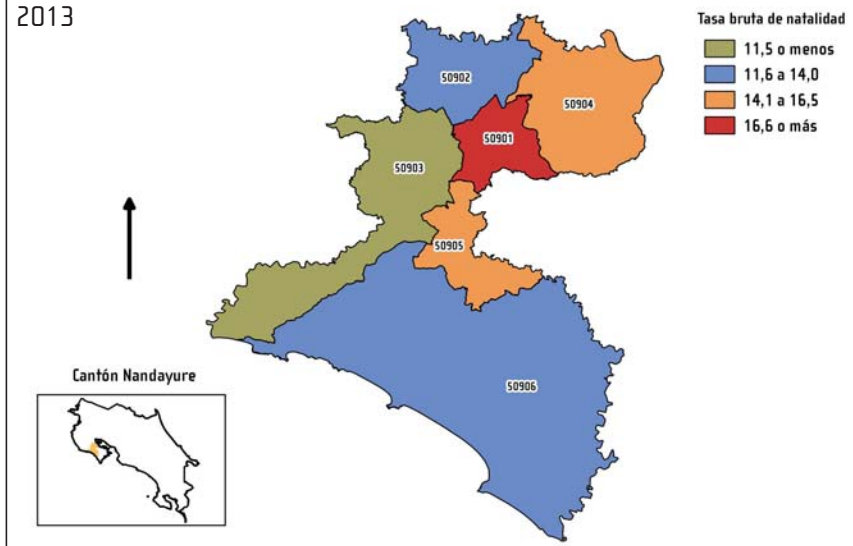 2013
Tasa bruta de natalidad
11,5 o menos
11,6 a 14,0
14,1 a 16,5
16,6 o más
50902
50904
50901
50903
50905
50906
Cantón Nandayure